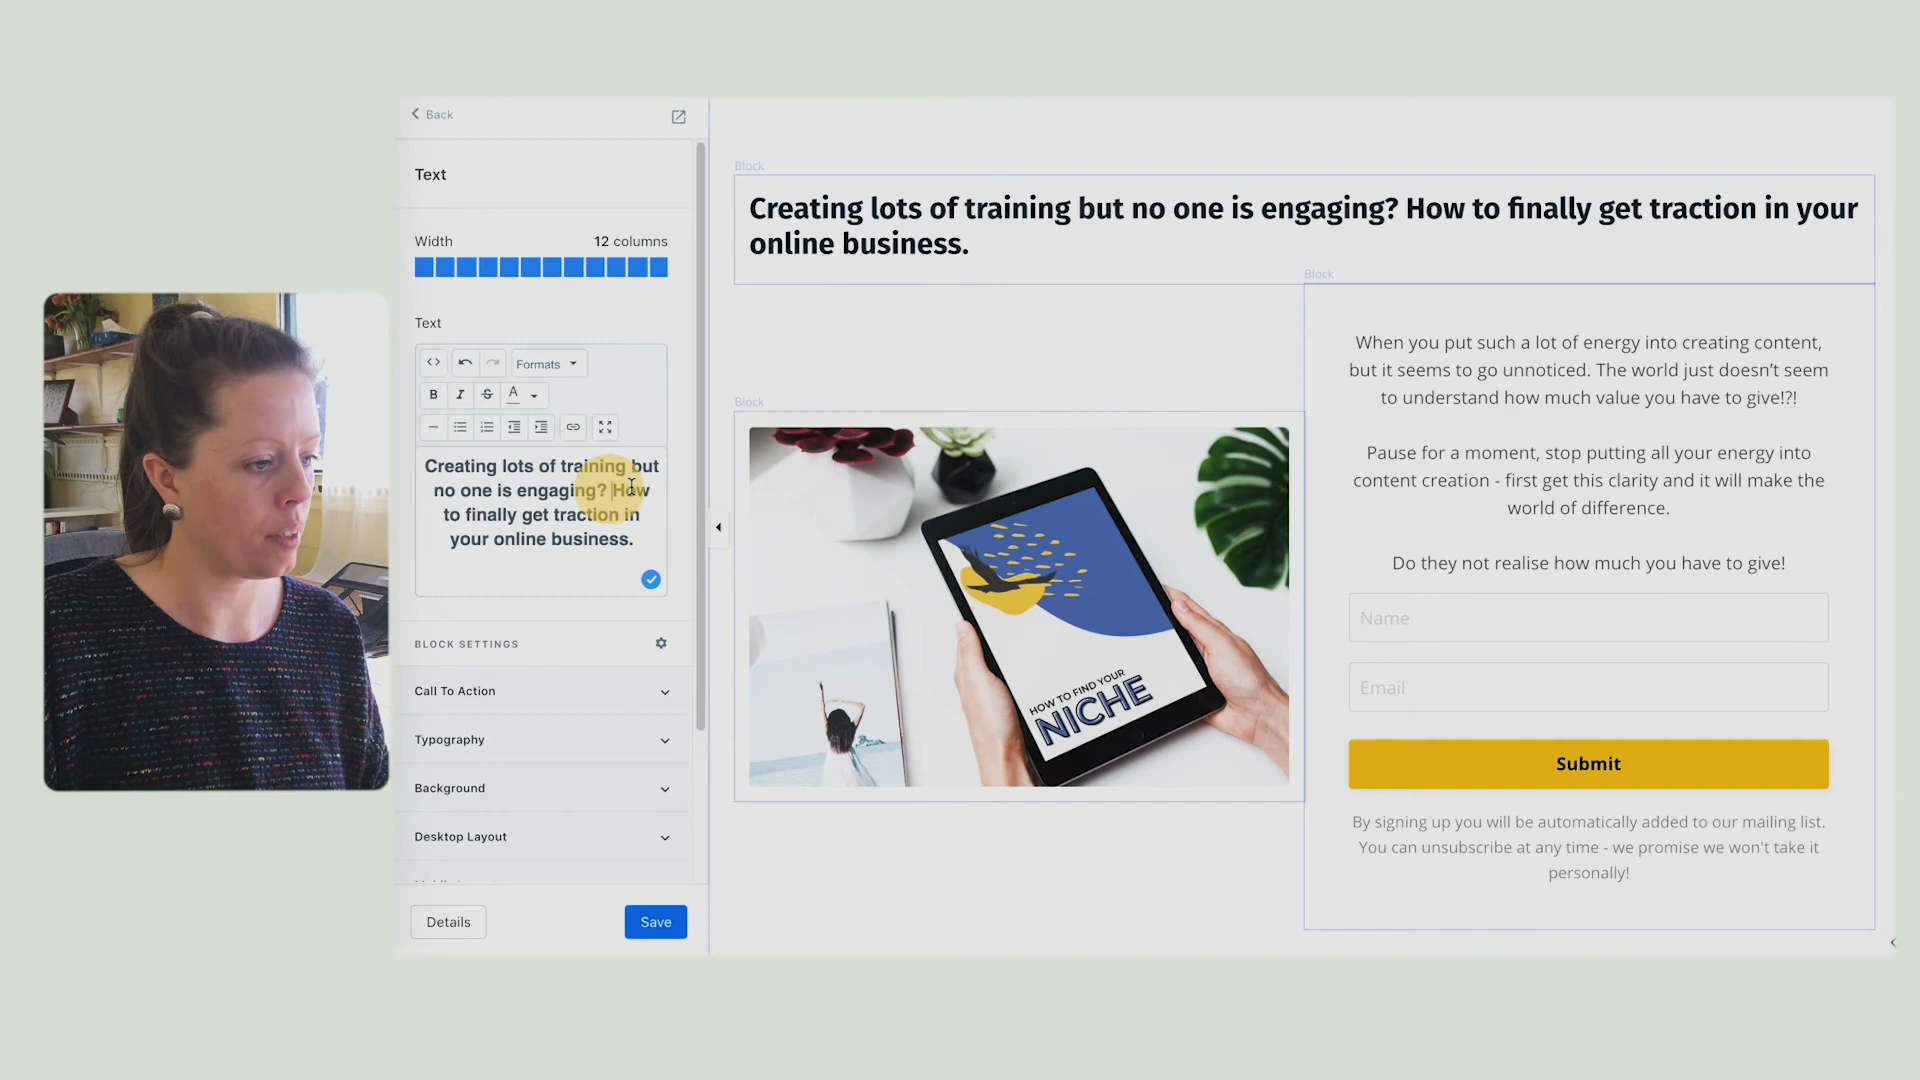 Back
Text
Width
12 columns
Text
Formats
B
I
S
A
Creating lots of training but
no one is engaging? How
to finally get traction in
your online business.
BLOCK SETTINGS
Call To Action
Typography
Background
Desktop Layout
Details
Save
Block
Creating lots of training but no one is engaging? How to finally get traction in your
online business.
Block
Block
HOW TO FIND YOUR
NICHE
When you put such a lot of energy into creating content,
but it seems to go unnoticed. The world just doesn’t seem
to understand how much value you have to give!?!
Pause for a moment, stop putting all your energy into
content creation - first get this clarity and it will make the
world of difference.
Do they not realise how much you have to give!
Name
Email
Submit
By signing up you will be automatically added to our mailing list.
You can unsubscribe at any time - we promise we won't take it
personally!